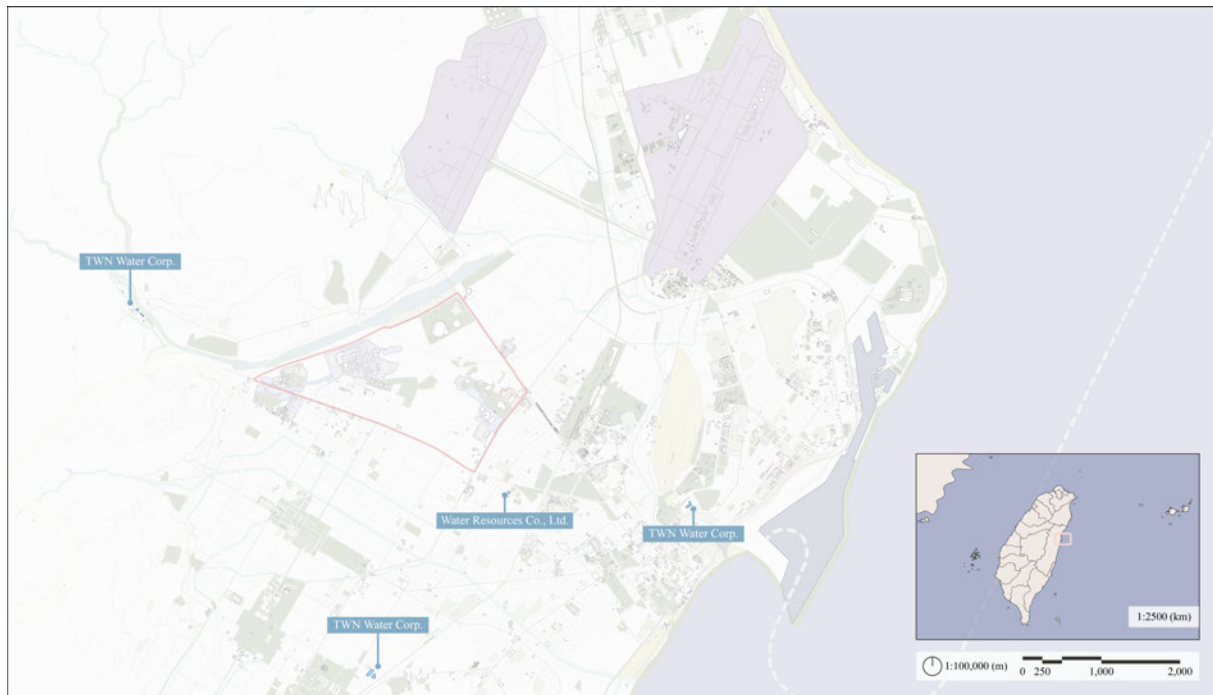 TWN Water Corp.
Water Resources Co., Ltd.
TWN Water Corp.
TWN Water Corp.
1:2500 (km)
1:100,000 (m)
0 250 1,000 2,000